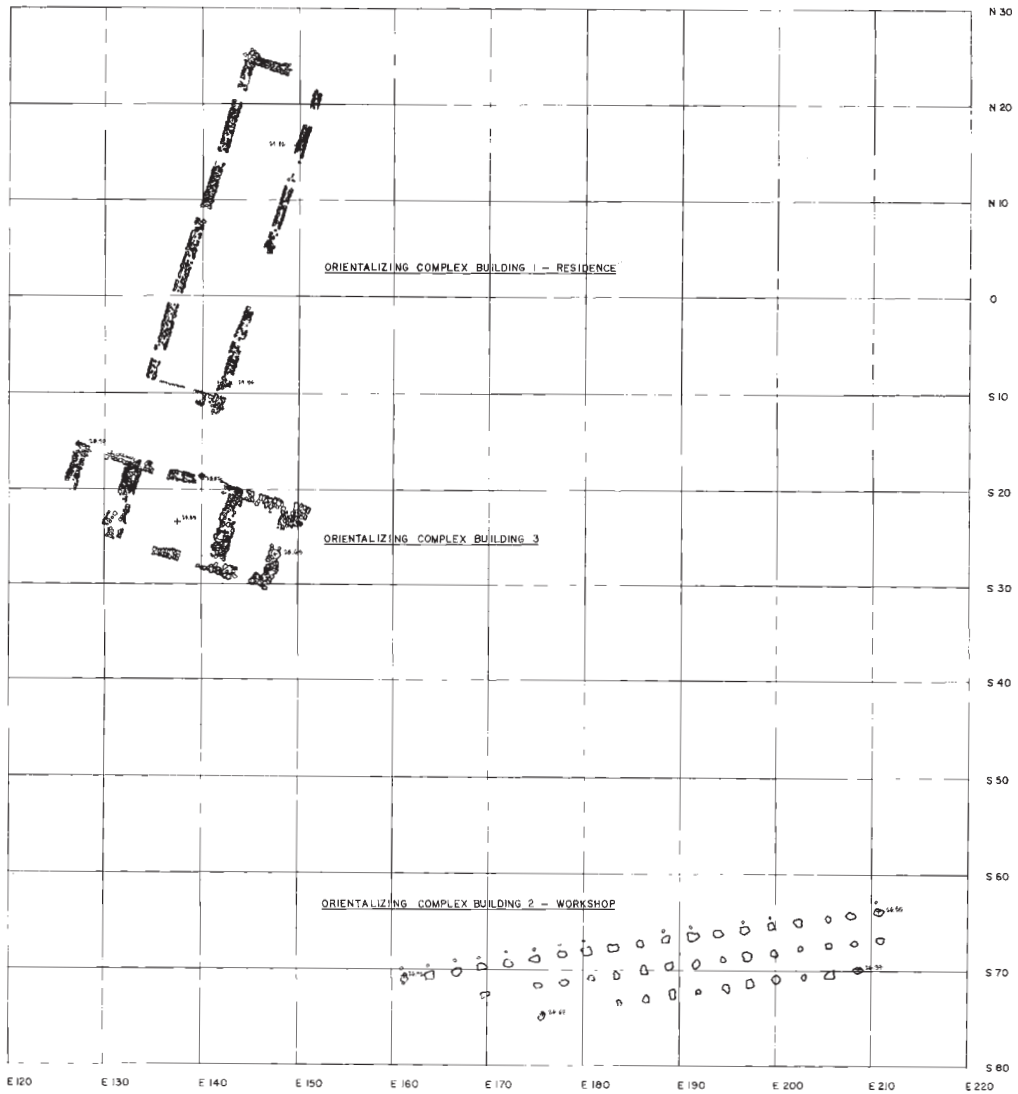 N 30
N 20
N 10
ORIENTALIZING COMPLEX BUILDING 1 – RESIDENCE
0
S 10
S 20
ORIENTALIZING COMPLEX BUILDING 3
S 30
S 40
S 50
S 60
ORIENTALIZING COMPLEX BUILDING 2 – WORKSHOP
S 70
S 80
E 120 E 130 E 140 E 150 E 160 E 170 E 180 E 190 E 200 E 210 E 220